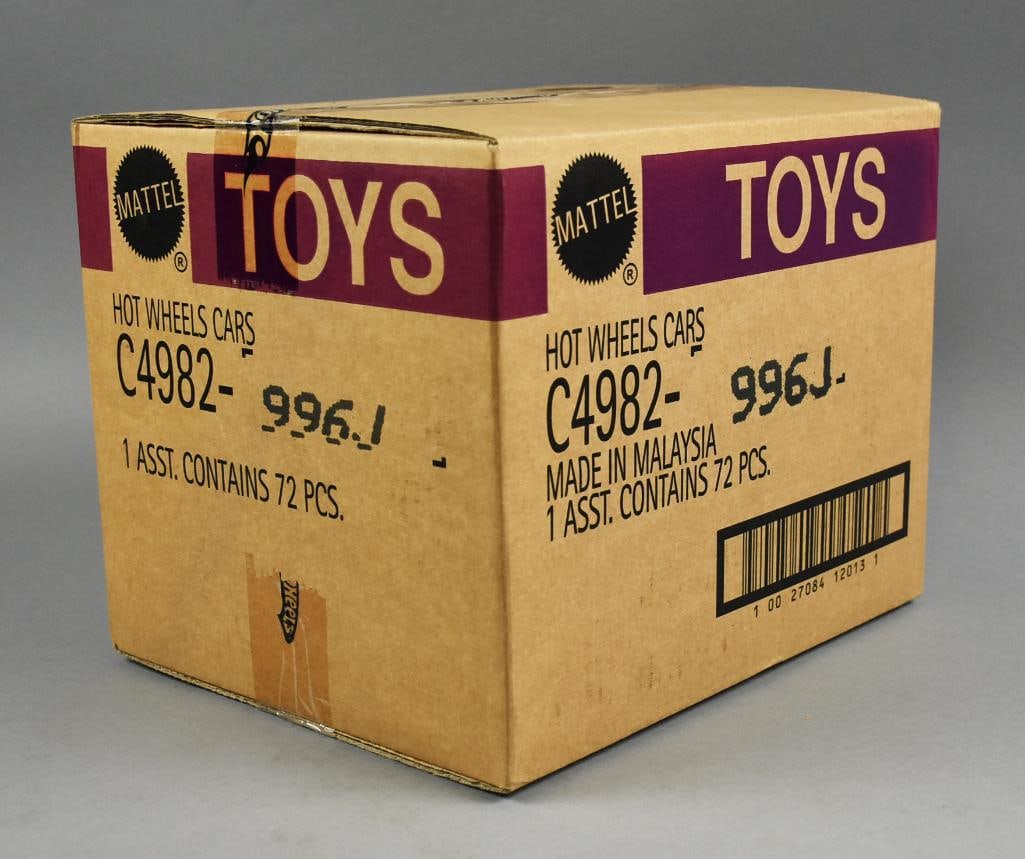 MATTEL
®
TOYS
HOT WHEELS CARS
C4982- 996J
1 ASST. CONTAINS 72 PCS.
WHEELS
MATTEL
®
TOYS
HOT WHEELS CARS
C4982- 996J-
MADE IN MALAYSIA
1 ASST. CONTAINS 72 PCS.
1 00 27084 12013 1